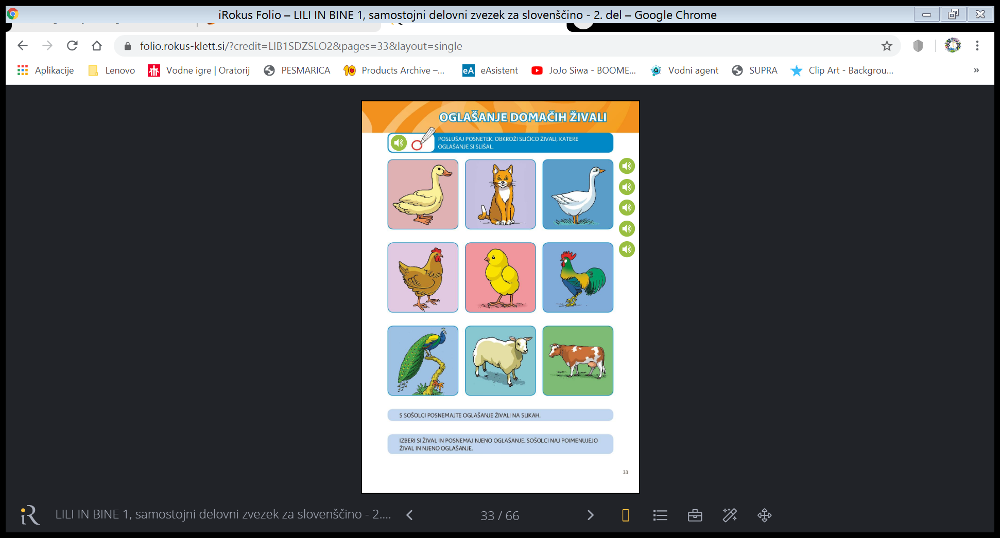 iRokus Folio – LILI IN BINE 1, samostojni delovni zvezek za slovenščino - 2. del – Google Chrome
folio.rokus-klett.si/?credit=LIB1SDZSLO2&pages=33&layout=single
Aplikacije Lenovo Vodne igre | Oratorij PESMARICA Products Archive –... eA eAsistent JoJo Siwa - BOOME... Vodni agent SUPRA Clip Art - Backgrou... »
OGLAŠANJE DOMAČIH ŽIVALI
POSLUŠAJ POSNETEK. OBKROŽI SLIČICO ŽIVALI, KATERE
OGLAŠANJE SI SLIŠAL.
S SOŠOLCI POSNEMAJTE OGLAŠANJE ŽIVALI NA SLIKAH.
IZBERI SI ŽIVAL IN POSNEMAJ NJENO OGLAŠANJE. SOŠOLCI NAJ POIMENUJEJO
ŽIVAL IN NJENO OGLAŠANJE.
33
iR LILI IN BINE 1, samostojni delovni zvezek za slovenščino - 2.... 33 / 66